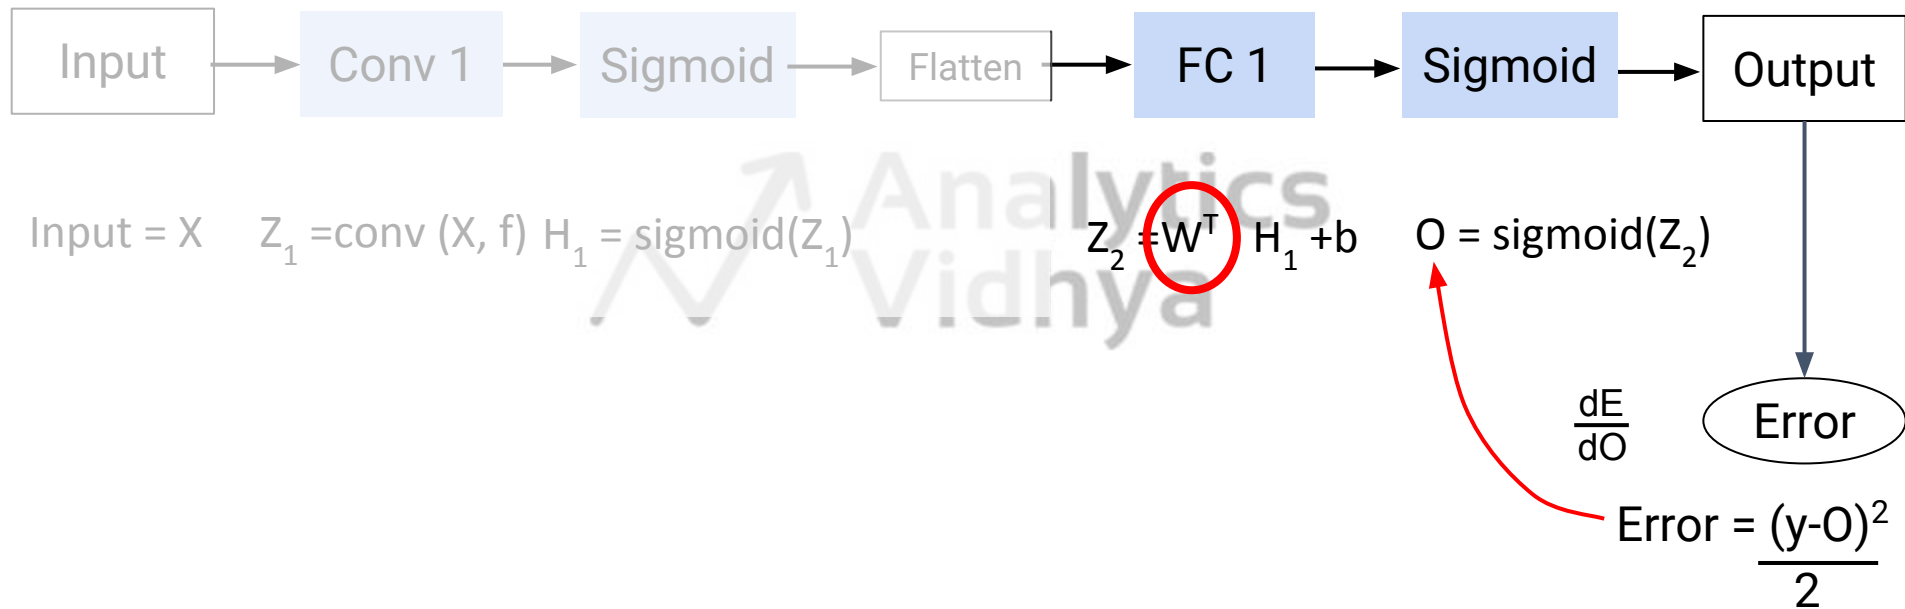 Input Conv 1 Sigmoid Flatten FC 1 Sigmoid Output
Analytics
Vidhya
Input = X Z₁ =conv (X, f) H₁ = sigmoid(Z₁) Z₂ =Wᵀ H₁ +b O = sigmoid(Z₂)
dE
dO
Error
Error = (y-O)²
2